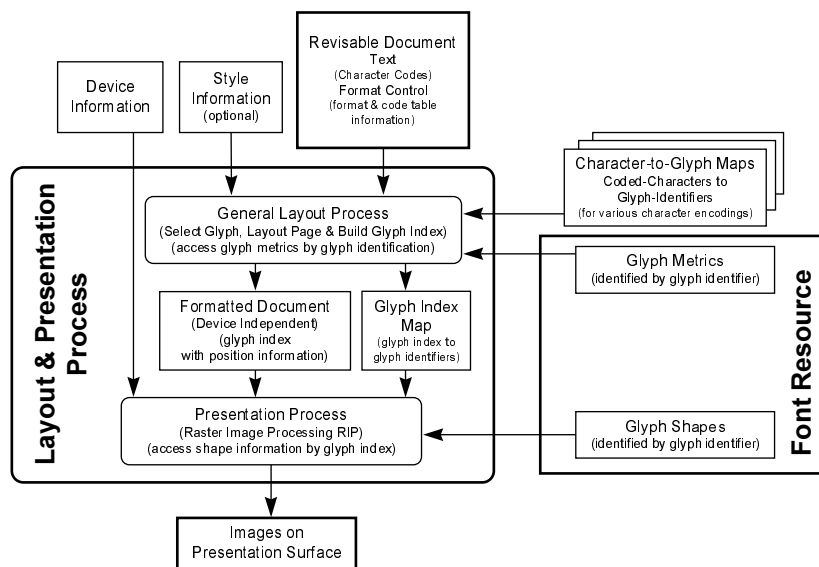 Revisable Document
Text
(Character Codes)
Format Control
(format & code table
information)
Device
Information
Style
Information
(optional)
Character-to-Glyph Maps
Coded-Characters to
Glyph-Identifiers
(for various character encodings)
Layout & Presentation
Process
General Layout Process
(Select Glyph, Layout Page & Build Glyph Index)
(access glyph metrics by glyph identification)
Glyph Metrics
(identified by glyph identifier)
Font Resource
Formatted Document
(Device Independent)
(glyph index
with position information)
Glyph Index
Map
(glyph index to
glyph identifiers)
Presentation Process
(Raster Image Processing RIP)
(access shape information by glyph index)
Glyph Shapes
(identified by glyph identifier)
Images on
Presentation Surface